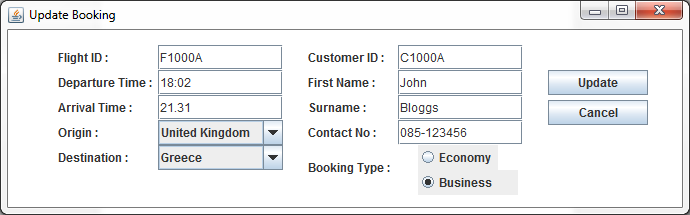 Update Booking
Flight ID : F1000A Customer ID : C1000A
Departure Time : 18:02 First Name : John Update
Arrival Time : 21.31 Surname : Bloggs Cancel
Origin : United Kingdom Contact No : 085-123456
Destination : Greece Booking Type : Economy
Business